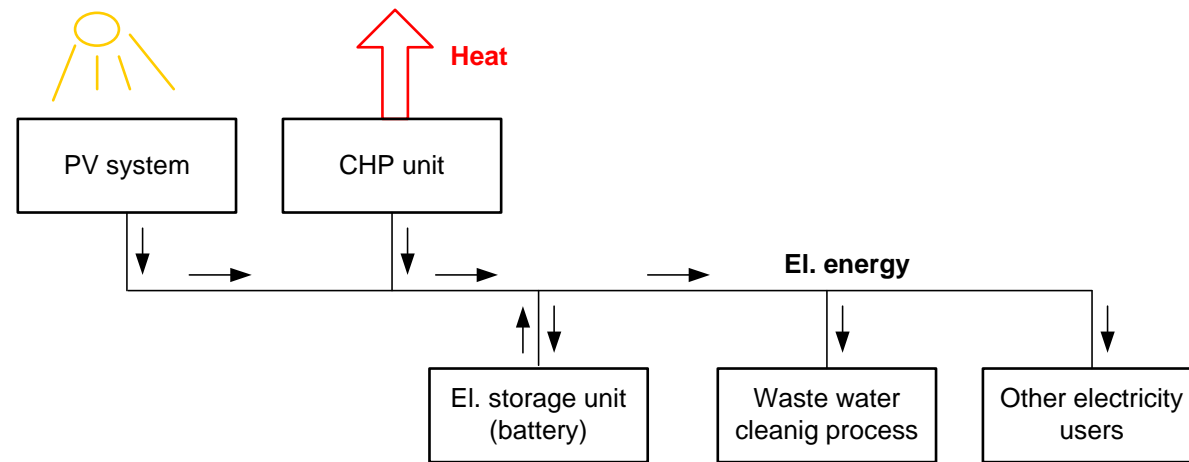 Heat
PV system
CHP unit
El. energy
El. storage unit
(battery)
Waste water
cleanig process
Other electricity
users